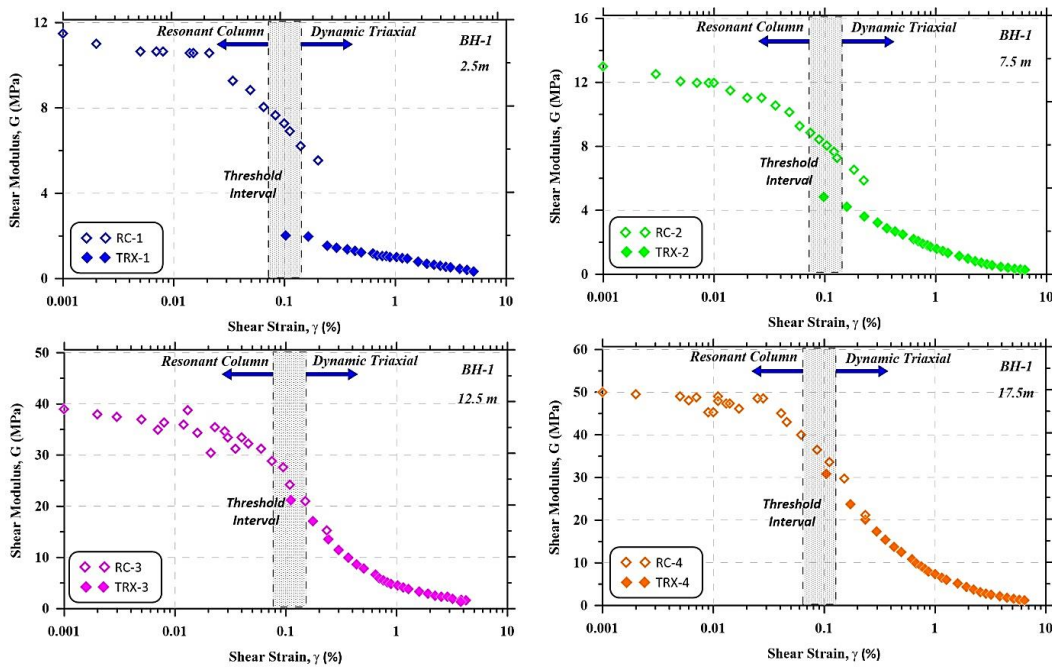 Resonant Column
Dynamic Triaxial
BH-1
2.5m
Shear Modulus, G (MPa)
12
8
4
0
Threshold
Interval
RC-1
TRX-1
0.001
0.01
0.1
1
10
Shear Strain, γ (%)
Resonant Column
Dynamic Triaxial
BH-1
7.5 m
Shear Modulus, G (MPa)
16
12
8
4
0
Threshold
Interval
RC-2
TRX-2
0.001
0.01
0.1
1
10
Shear Strain, γ (%)
Resonant Column
Dynamic Triaxial
BH-1
12.5 m
Shear Modulus, G (MPa)
50
40
30
20
10
0
Threshold
Interval
RC-3
TRX-3
0.001
0.01
0.1
1
10
Shear Strain, γ (%)
Resonant Column
Dynamic Triaxial
BH-1
17.5m
Shear Modulus, G (MPa)
60
50
40
30
20
10
0
Threshold
Interval
RC-4
TRX-4
0.001
0.01
0.1
1
10
Shear Strain, γ (%)